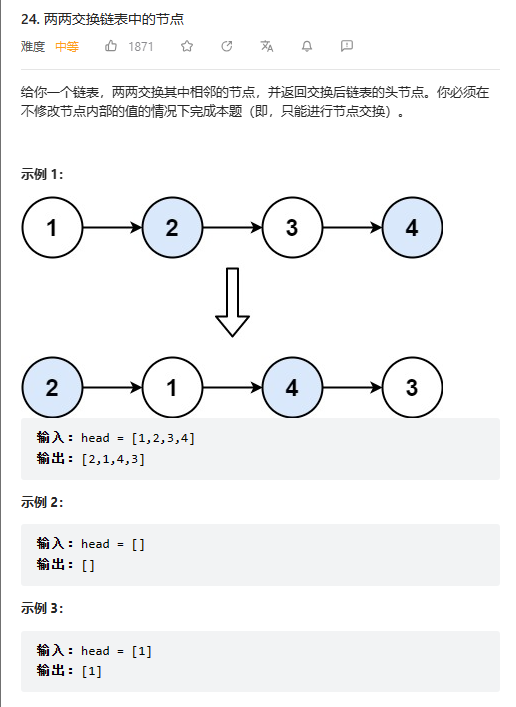 24. 两两交换链表中的节点
难度 中等 1871
给你一个链表，两两交换其中相邻的节点，并返回交换后链表的头节点。你必须在
不修改节点内部的值的情况下完成本题（即，只能进行节点交换）。
示例 1：
1 2 3 4
2 1 4 3
输入：head = [1,2,3,4]
输出：[2,1,4,3]
示例 2：
输入：head = []
输出：[]
示例 3：
输入：head = [1]
输出：[1]